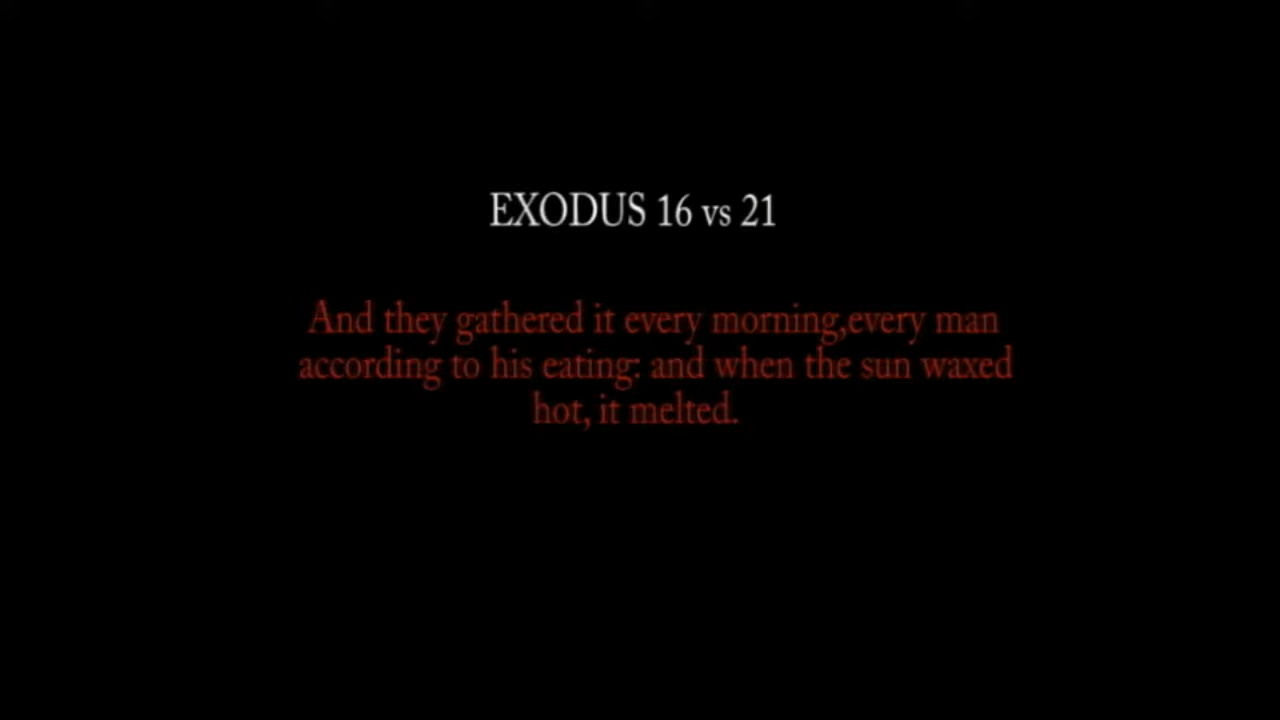 EXODUS 16 vs 21
And they gathered it every morning,every man
according to his eating: and when the sun waxed
hot, it melted.